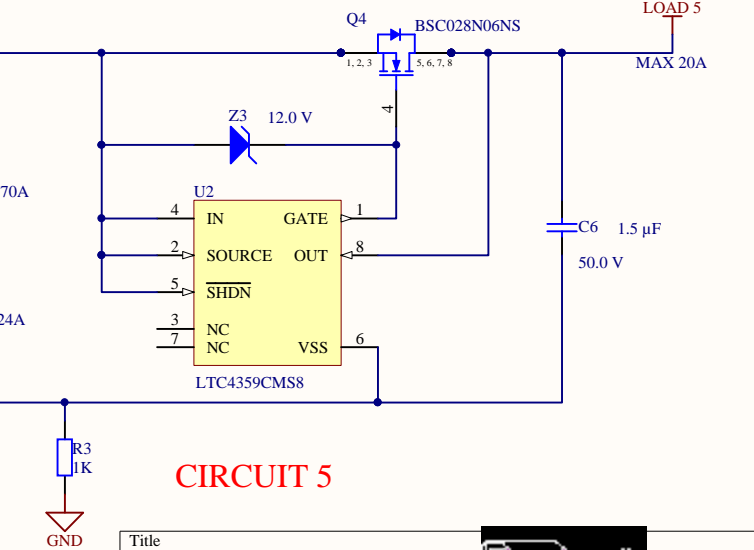 LOAD 5
Q4
BSC028N06NS
1, 2, 3
5, 6, 7, 8
MAX 20A
4
Z3 12.0 V
U2
70A
4 IN GATE 1
2 SOURCE OUT 8
C6 1.5 µF
50.0 V
5 SHDN
24A
3 NC
7 NC VSS 6
LTC4359CMS8
R3
1K
CIRCUIT 5
GND
Title